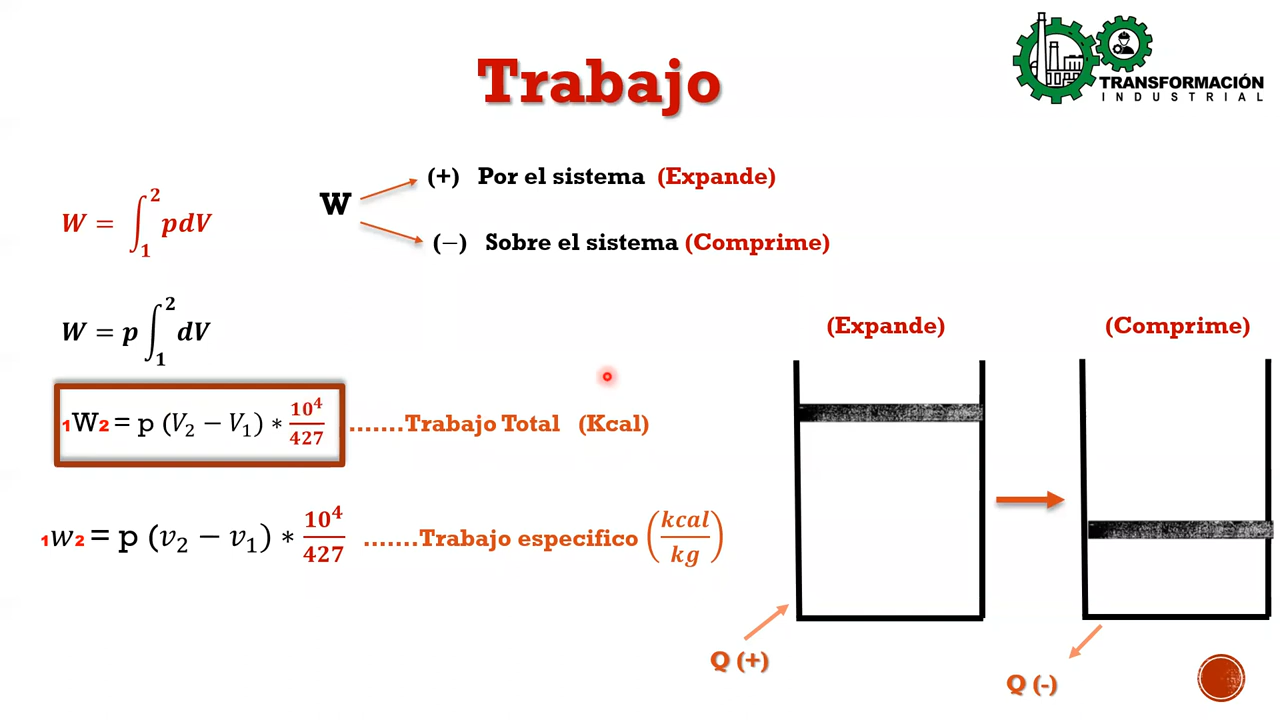 Trabajo
TRANSFORMACIÓN
INDUSTRIAL
W = ∫₁² pdV
W
(+) Por el sistema (Expande)
(−) Sobre el sistema (Comprime)
W = p ∫₁² dV
₁W₂ = p (V₂ − V₁) * 10⁴/427 .......Trabajo Total (Kcal)
₁w₂ = p (v₂ − v₁) * 10⁴/427 .......Trabajo especifico (kcal/kg)
(Expande)
(Comprime)
Q (+)
Q (-)